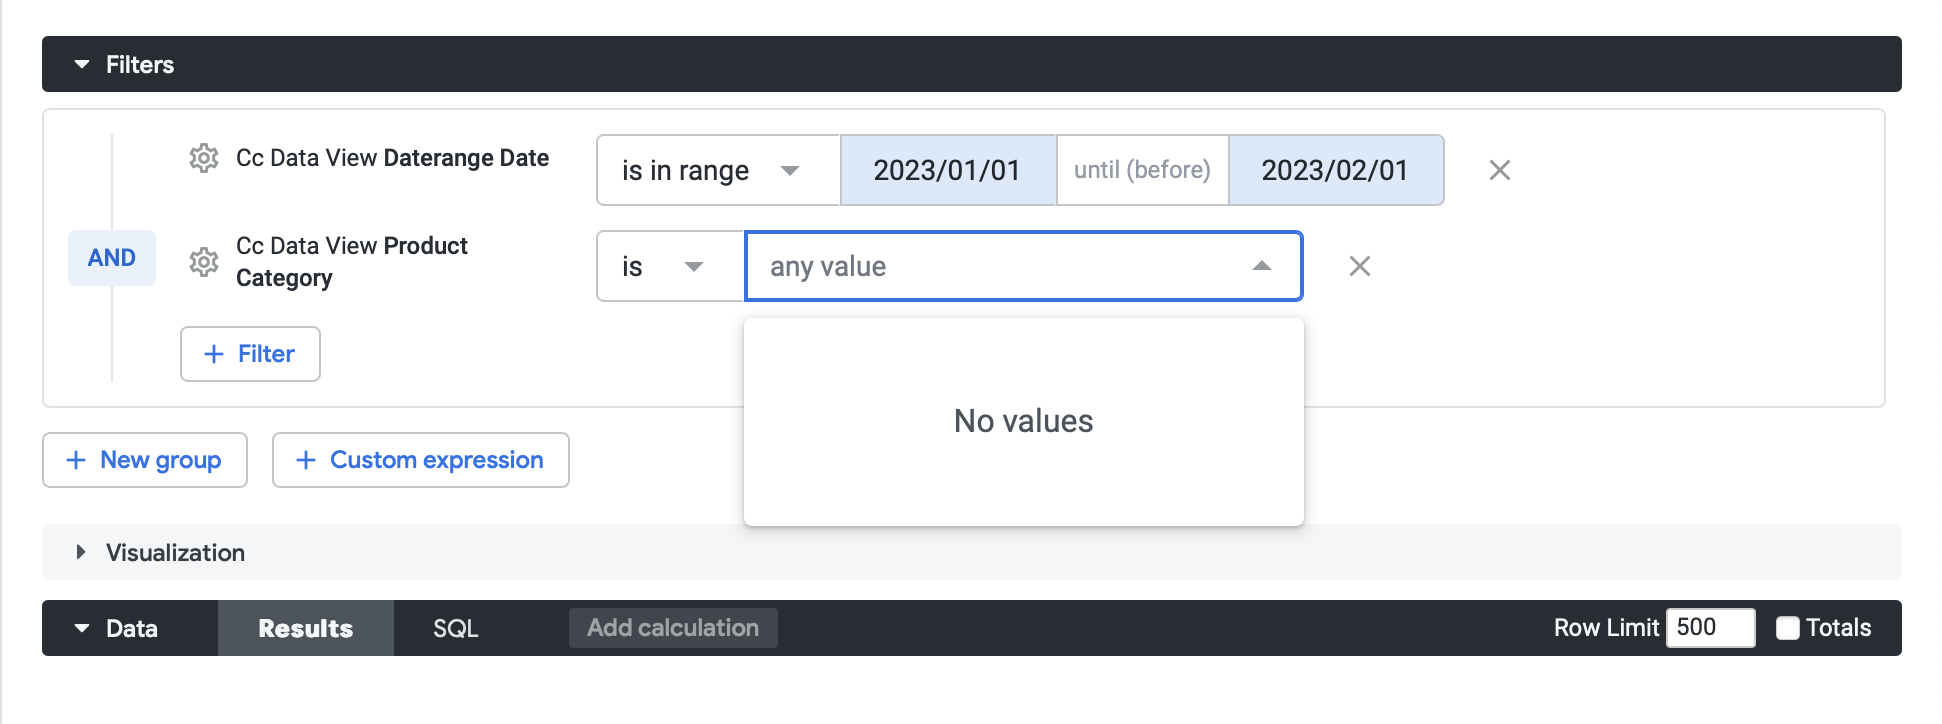 Filters
Cc Data View Daterange Date
is in range
2023/01/01
until (before)
2023/02/01
AND
Cc Data View Product
Category
is
any value
+ Filter
No values
+ New group
+ Custom expression
Visualization
Data
Results
SQL
Add calculation
Row Limit
500
Totals